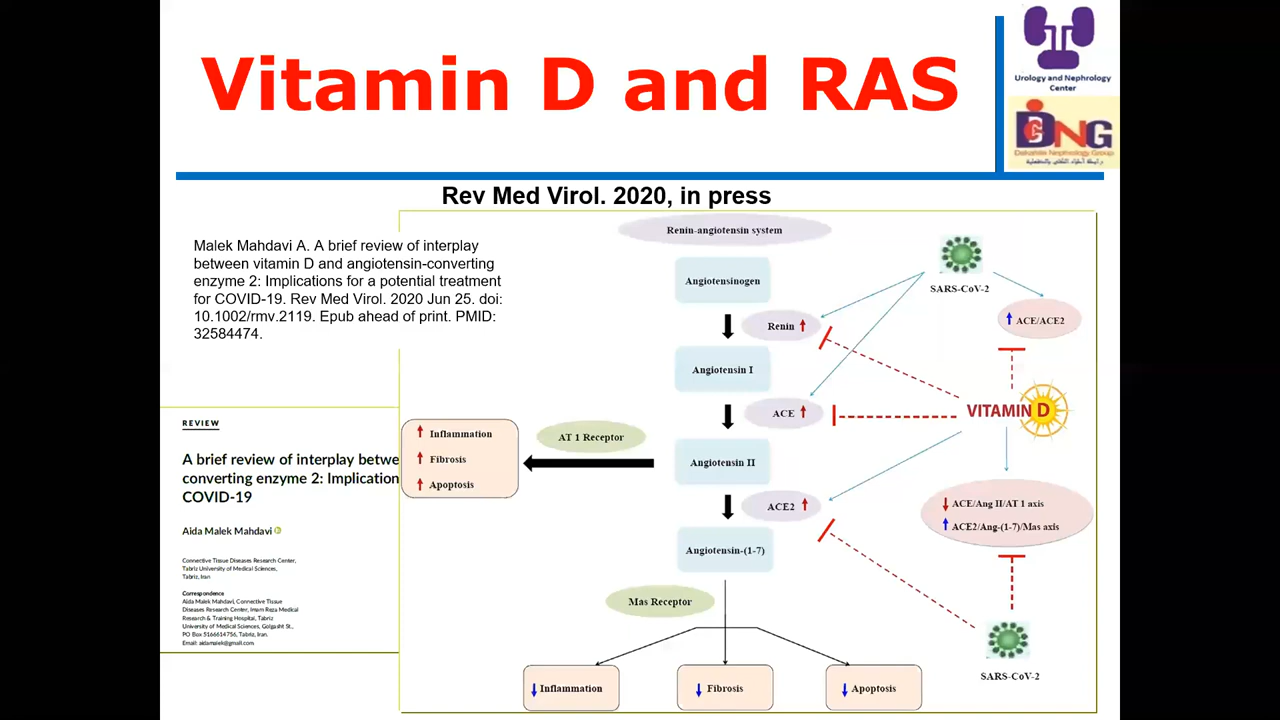 Vitamin D and RAS
Urology and Nephrology
Center
Dakahlia Nephrology Group
Rev Med Virol. 2020, in press
Malek Mahdavi A. A brief review of interplay
between vitamin D and angiotensin-converting
enzyme 2: Implications for a potential treatment
for COVID-19. Rev Med Virol. 2020 Jun 25. doi:
10.1002/rmv.2119. Epub ahead of print. PMID:
32584474.
REVIEW
A brief review of interplay betwe
converting enzyme 2: Implication
COVID-19
Aida Malek Mahdavi
Connective Tissue Diseases Research Center,
Tabriz University of Medical Sciences,
Tabriz, Iran
Correspondence
Aida Malek Mahdavi, Connective Tissue
Diseases Research Center, Imam Reza Medical
Research & Training Hospital, Tabriz
University of Medical Sciences, Golgasht St.,
PO Box 5166614756, Tabriz, Iran.
Email: aidamalek@gmail.com
Renin-angiotensin system
Angiotensinogen
Renin ↑
Angiotensin I
ACE ↑
Angiotensin II
ACE2 ↑
Angiotensin-(1-7)
AT 1 Receptor
↑ Inflammation
↑ Fibrosis
↑ Apoptosis
Mas Receptor
↓ Inflammation
↓ Fibrosis
↓ Apoptosis
SARS-CoV-2
↑ ACE/ACE2
VITAMIN D
↓ ACE/Ang II/AT 1 axis
↑ ACE2/Ang-(1-7)/Mas axis
SARS-CoV-2